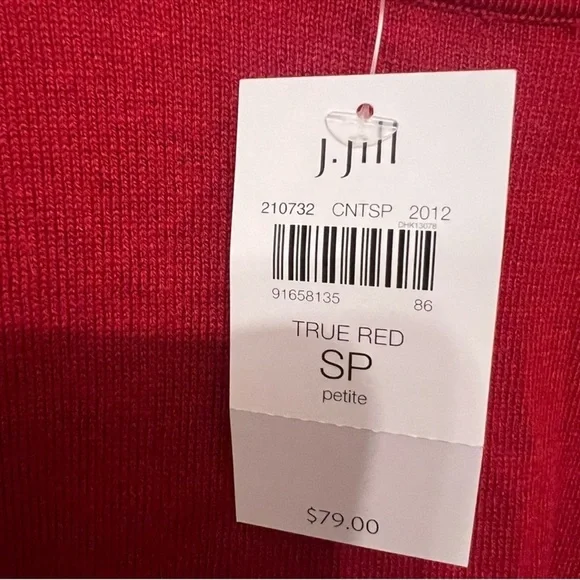 J.Jill
210732 CNTSP 2012
DHK13078
91658135 86
TRUE RED
SP
petite
$79.00